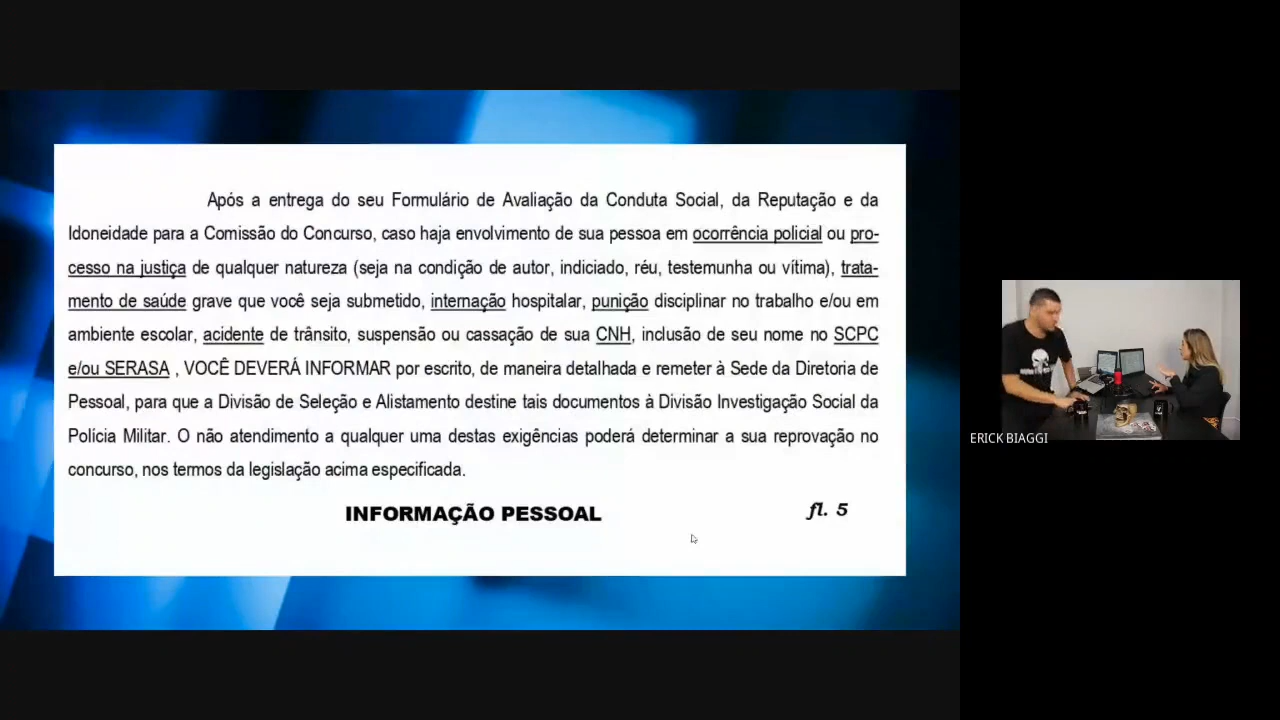 Após a entrega do seu Formulário de Avaliação da Conduta Social, da Reputação e da
Idoneidade para a Comissão do Concurso, caso haja envolvimento de sua pessoa em ocorrência policial ou pro-
cesso na justiça de qualquer natureza (seja na condição de autor, indiciado, réu, testemunha ou vítima), trata-
mento de saúde grave que você seja submetido, internação hospitalar, punição disciplinar no trabalho e/ou em
ambiente escolar, acidente de trânsito, suspensão ou cassação de sua CNH, inclusão de seu nome no SCPC
e/ou SERASA , VOCÊ DEVERÁ INFORMAR por escrito, de maneira detalhada e remeter à Sede da Diretoria de
Pessoal, para que a Divisão de Seleção e Alistamento destine tais documentos à Divisão Investigação Social da
Polícia Militar. O não atendimento a qualquer uma destas exigências poderá determinar a sua reprovação no
concurso, nos termos da legislação acima especificada.
INFORMAÇÃO PESSOAL
fl. 5
ERICK BIAGGI